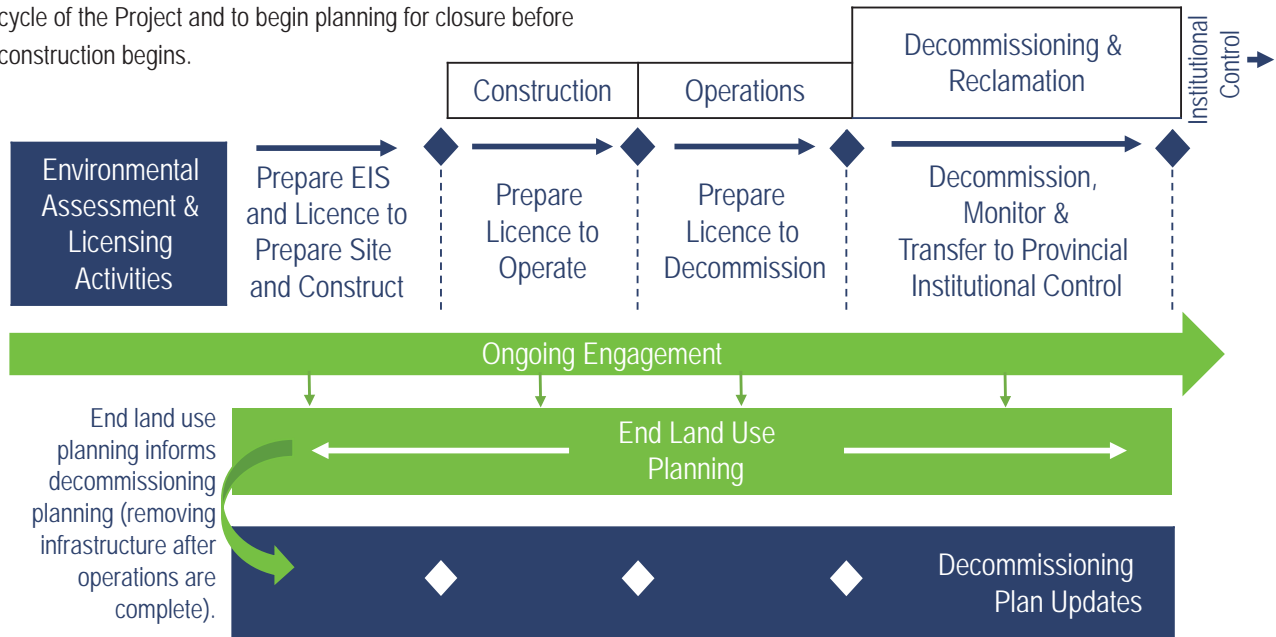 cycle of the Project and to begin planning for closure before
construction begins.
Construction
Operations
Decommissioning &
Reclamation
Institutional
Control
Environmental
Assessment &
Licensing
Activities
Prepare EIS
and Licence to
Prepare Site
and Construct
Prepare
Licence to
Operate
Prepare
Licence to
Decommission
Decommission,
Monitor &
Transfer to Provincial
Institutional Control
Ongoing Engagement
End land use
planning informs
decommissioning
planning (removing
infrastructure after
operations are
complete).
End Land Use
Planning
Decommissioning
Plan Updates